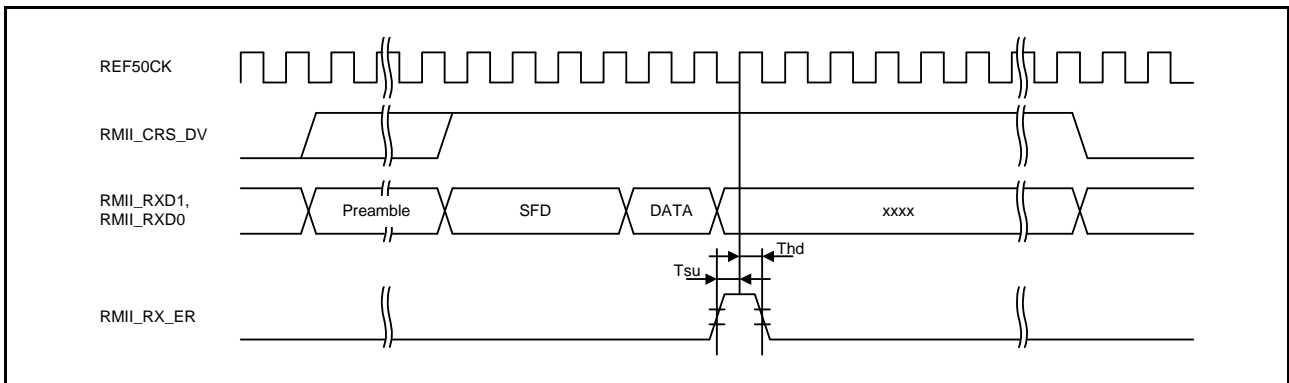 REF50CK
RMII_CRS_DV
RMII_RXD1,
RMII_RXD0
Preamble
SFD
DATA
xxxx
Thd
Tsu
RMII_RX_ER